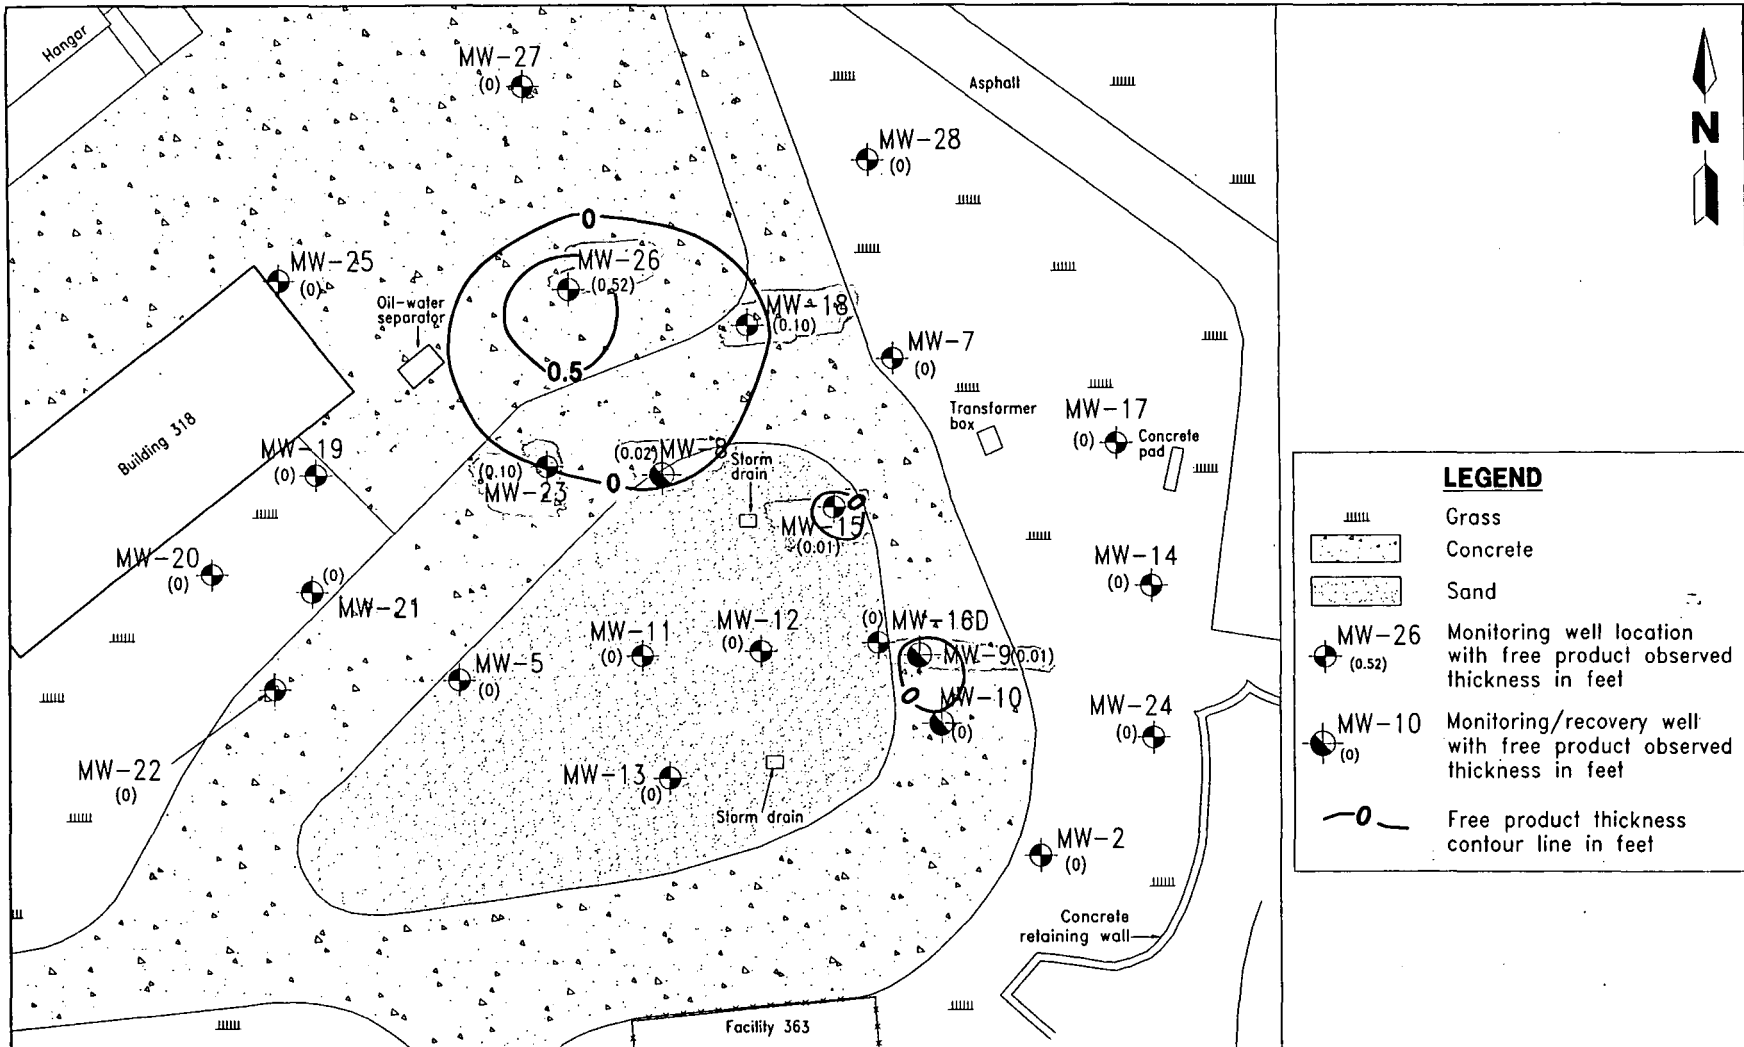 Hangar
MW-27
(0)
Asphalt
N
MW-28
(0)
0
MW-26
(0.52)
MW-25
(0)
Oil-water
separator
MW-18
(0.10)
MW-7
(0)
0.5
Building 318
Transformer
box
MW-17
(0)
Concrete
pad
MW-19
(0)
(0.10)
MW-23
0
(0.02)
MW-8
Storm
drain
0
MW-15
(0.01)
MW-14
(0)
MW-20
(0)
(0)
MW-21
MW-11
(0)
MW-12
(0)
(0)
MW-16D
MW-9 (0.01)
0
MW-5
(0)
MW-10
(0)
MW-24
(0)
MW-22
(0)
MW-13
(0)
Storm drain
MW-2
(0)
Concrete
retaining wall
Facility 363
LEGEND
Grass
Concrete
Sand
MW-26
(0.52)
Monitoring well location
with free product observed
thickness in feet
MW-10
(0)
Monitoring/recovery well
with free product observed
thickness in feet
0
Free product thickness
contour line in feet